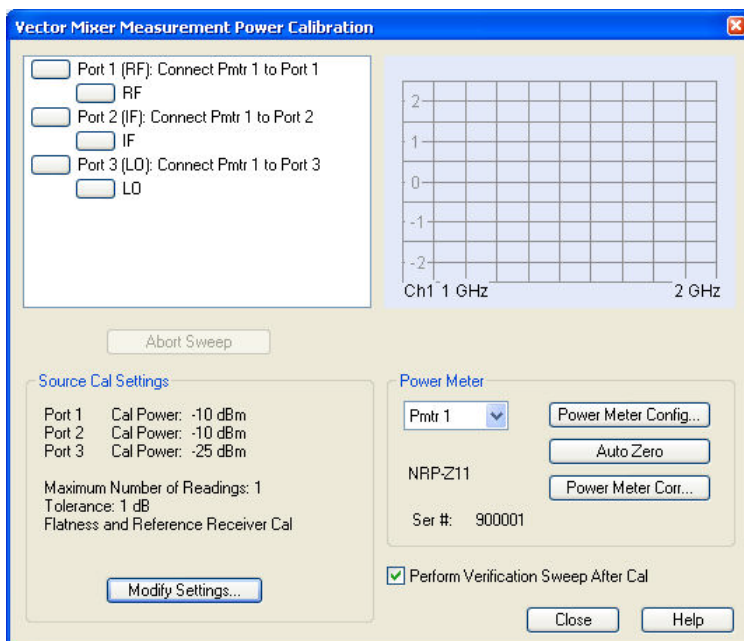 Vector Mixer Measurement Power Calibration
Port 1 (RF): Connect Pmtr 1 to Port 1
RF
Port 2 (IF): Connect Pmtr 1 to Port 2
IF
Port 3 (LO): Connect Pmtr 1 to Port 3
LO
2
1
0
-1
-2
Ch1 1 GHz 2 GHz
Abort Sweep
Source Cal Settings
Port 1 Cal Power: -10 dBm
Port 2 Cal Power: -10 dBm
Port 3 Cal Power: -25 dBm
Maximum Number of Readings: 1
Tolerance: 1 dB
Flatness and Reference Receiver Cal
Modify Settings...
Power Meter
Pmtr 1
Power Meter Config...
Auto Zero
NRP-Z11
Power Meter Corr...
Ser #: 900001
Perform Verification Sweep After Cal
Close
Help